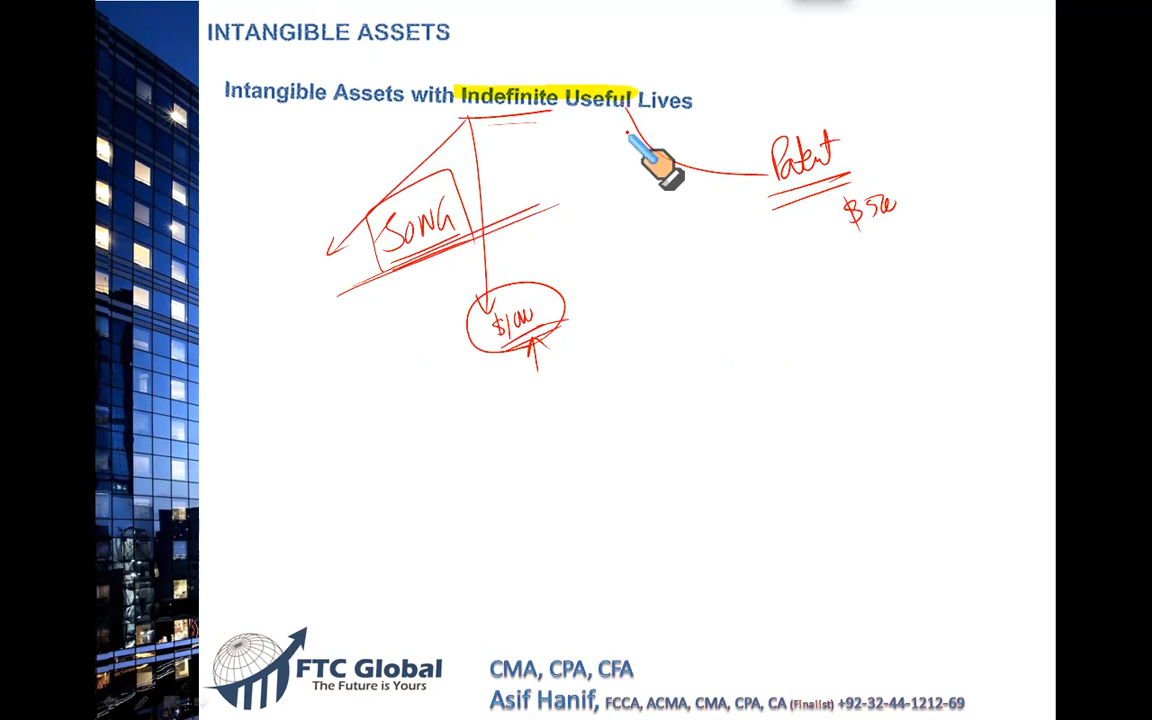 INTANGIBLE ASSETS
Intangible Assets with Indefinite Useful Lives
Patent
SONG
FTC Global
The Future is Yours
CMA, CPA, CFA
Asif Hanif, FCCA, ACMA, CMA, CPA, CA (Finalist) +92-32-44-1212-69